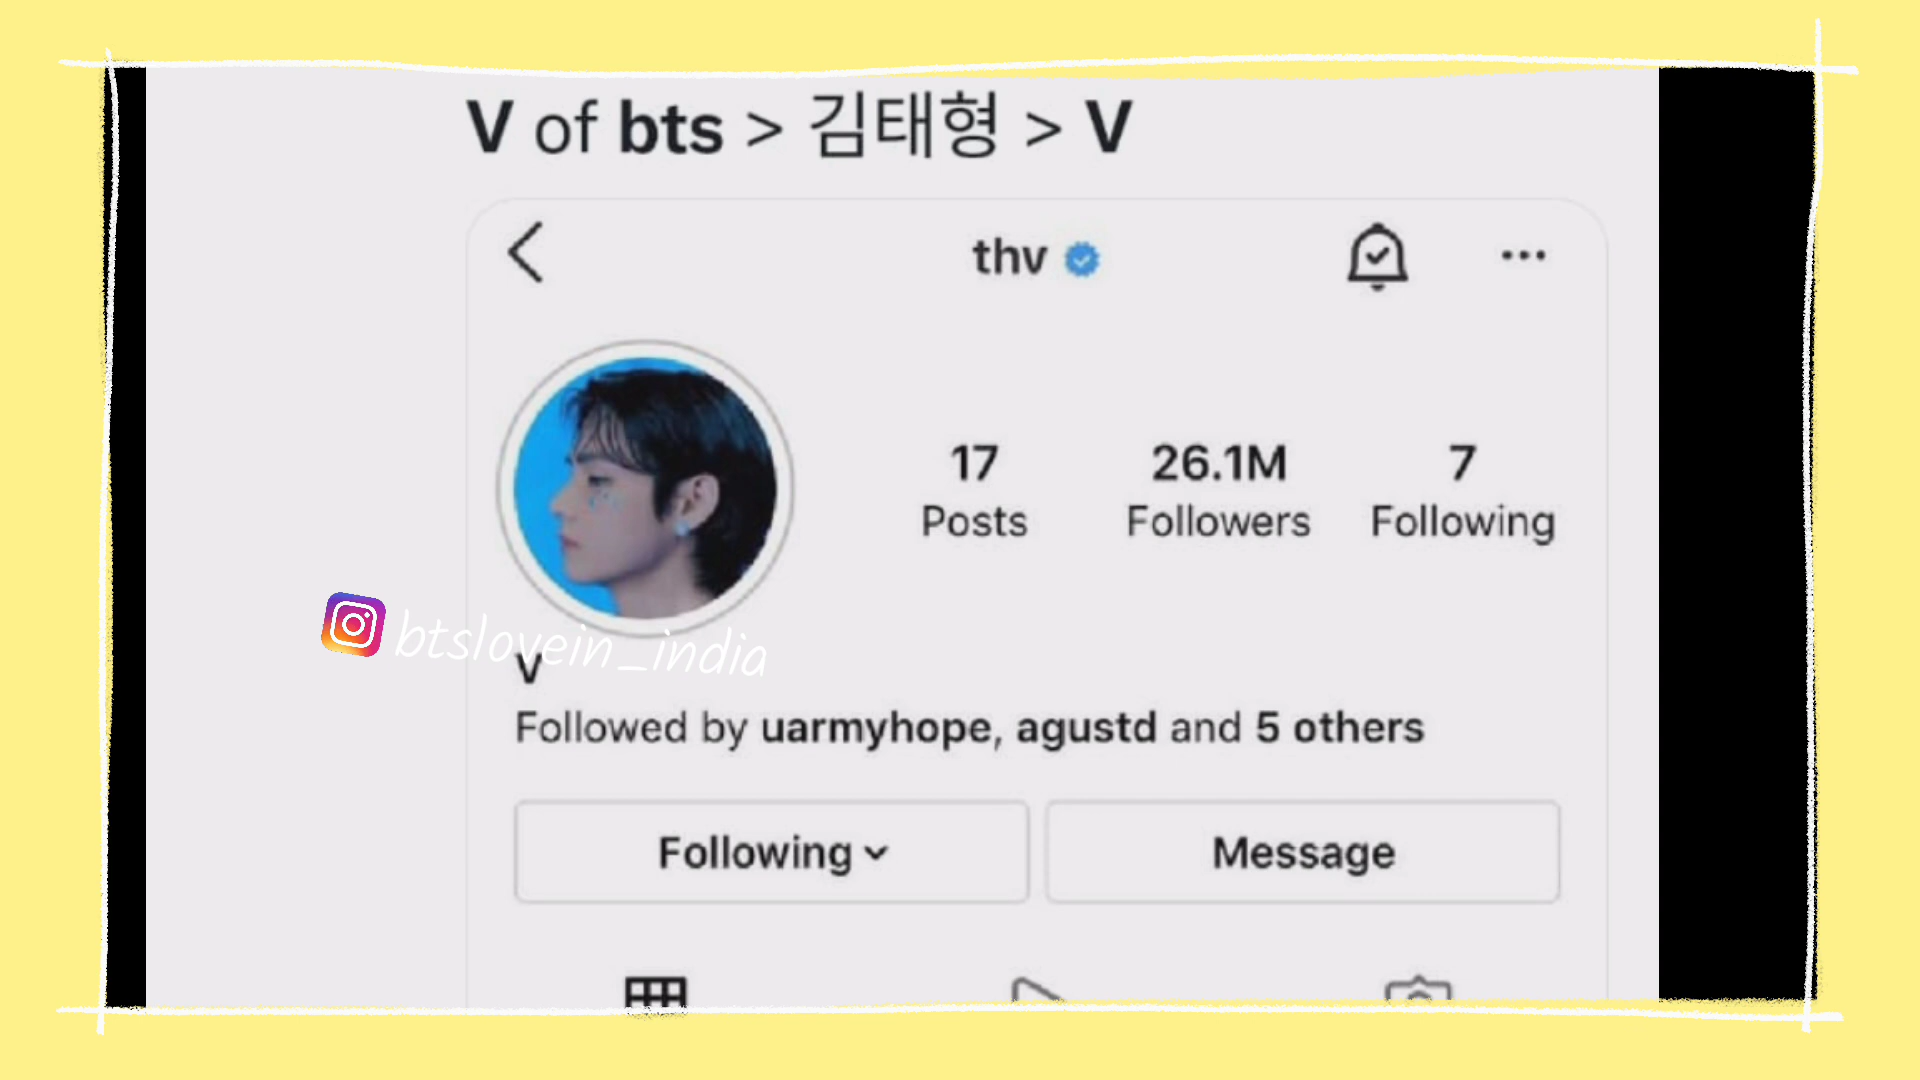 V of bts > 김태형 > V
thv
17
26.1M
7
Posts
Followers
Following
btslovein_india
V
Followed by uarmyhope, agustd and 5 others
Following
Message